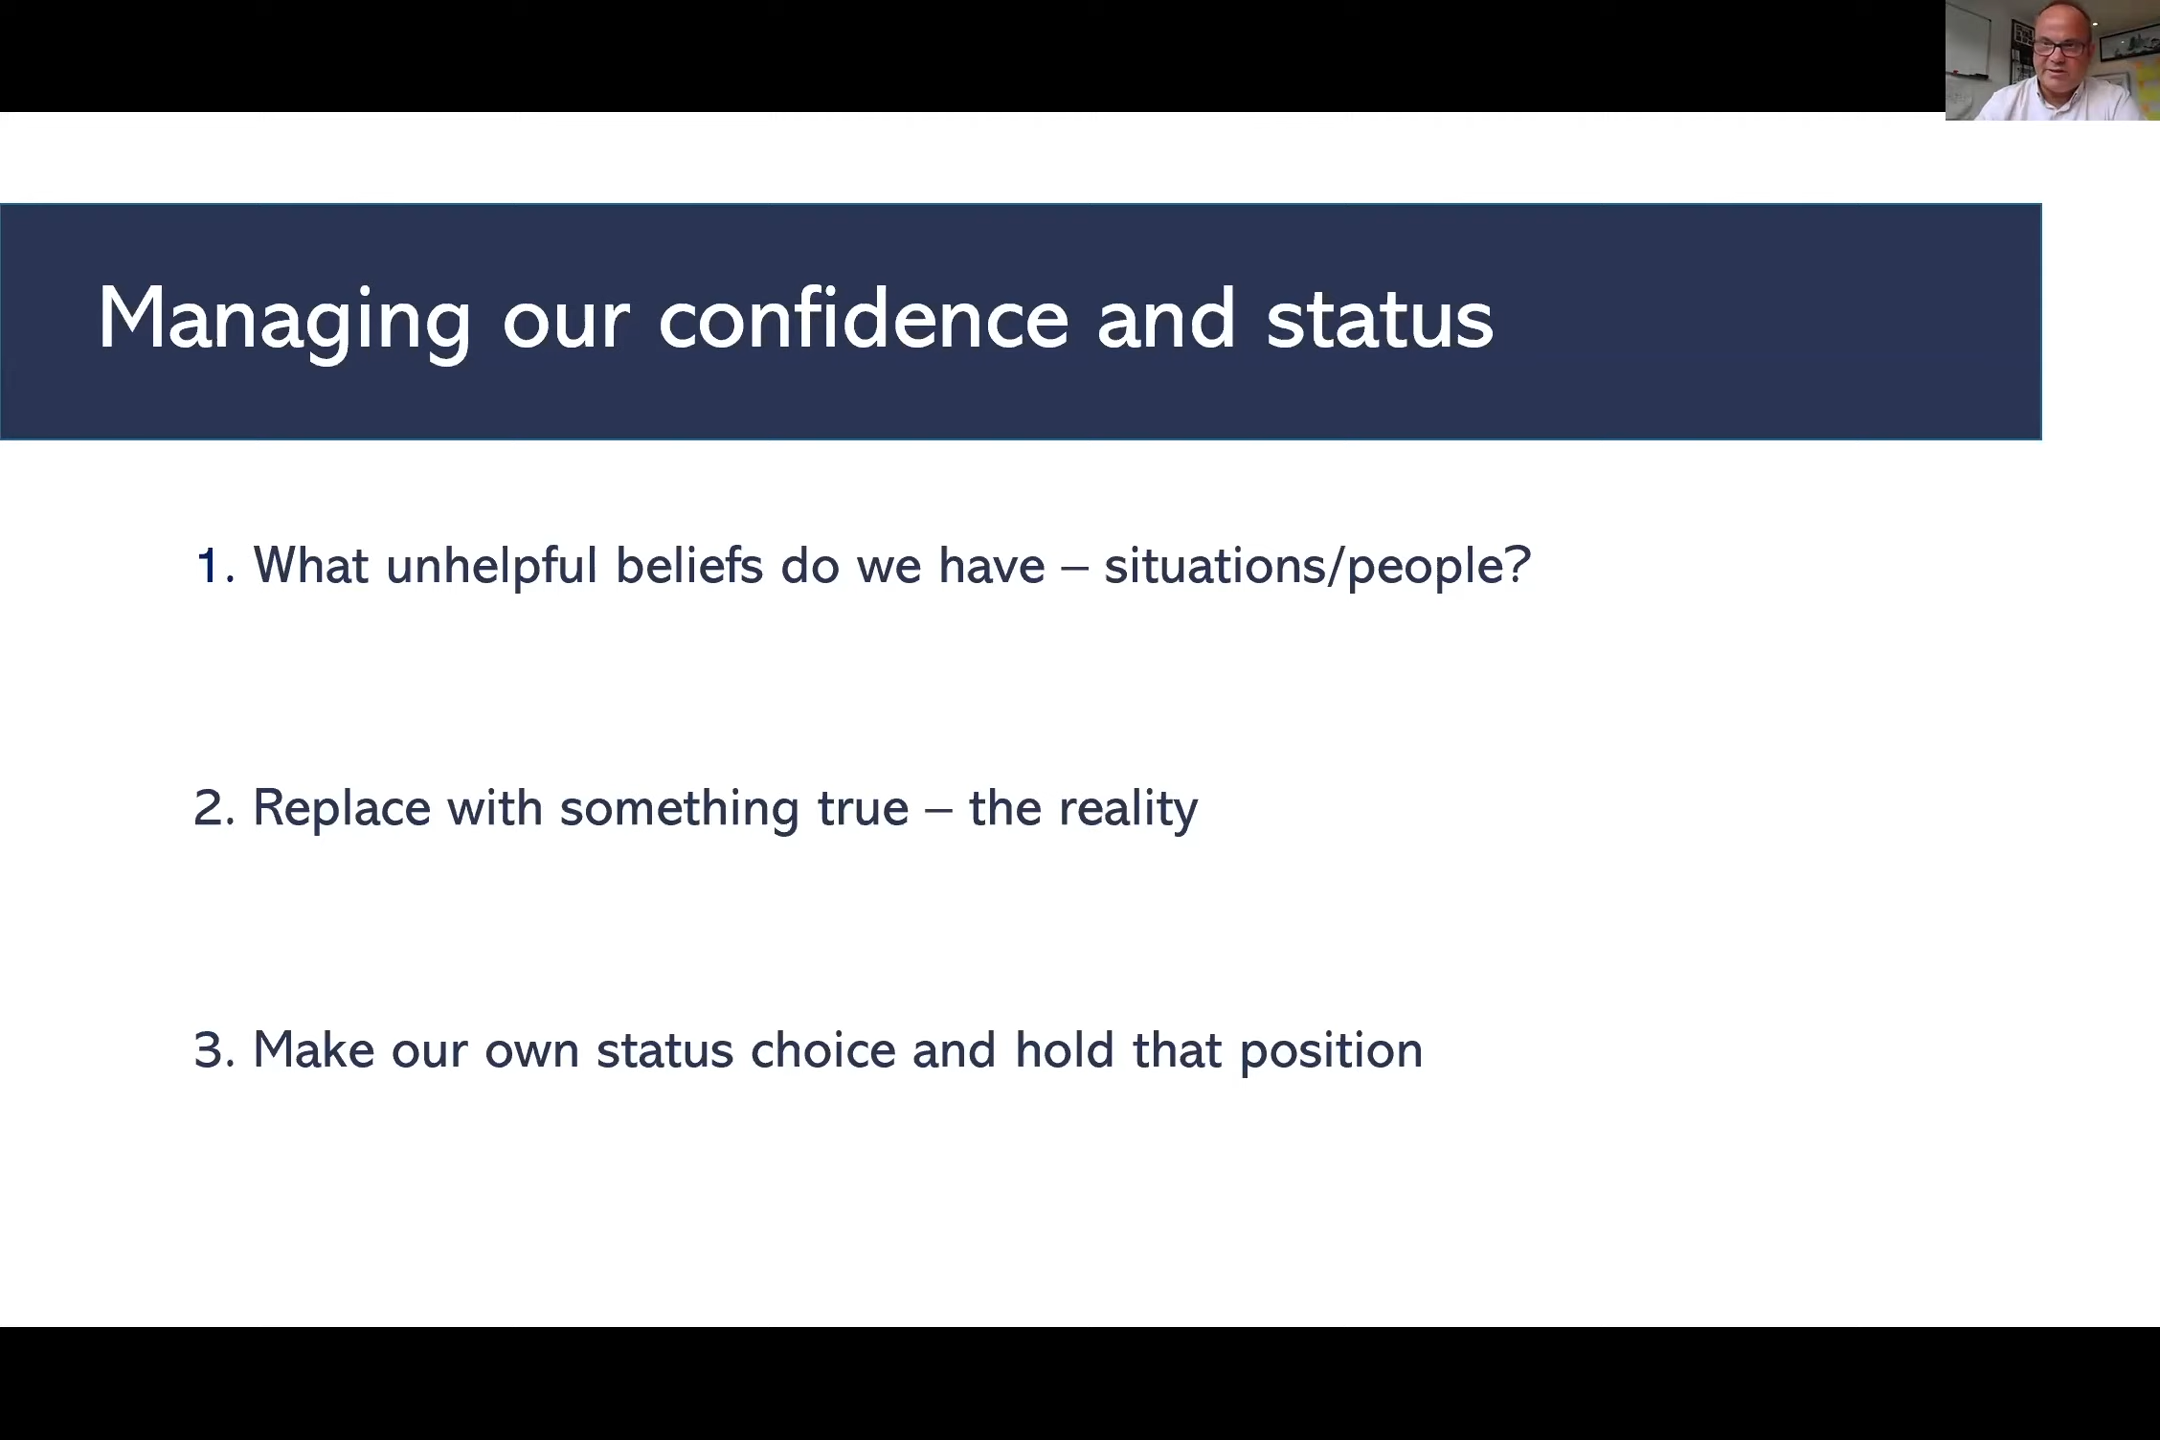 Managing our confidence and status
1. What unhelpful beliefs do we have – situations/people?
2. Replace with something true – the reality
3. Make our own status choice and hold that position